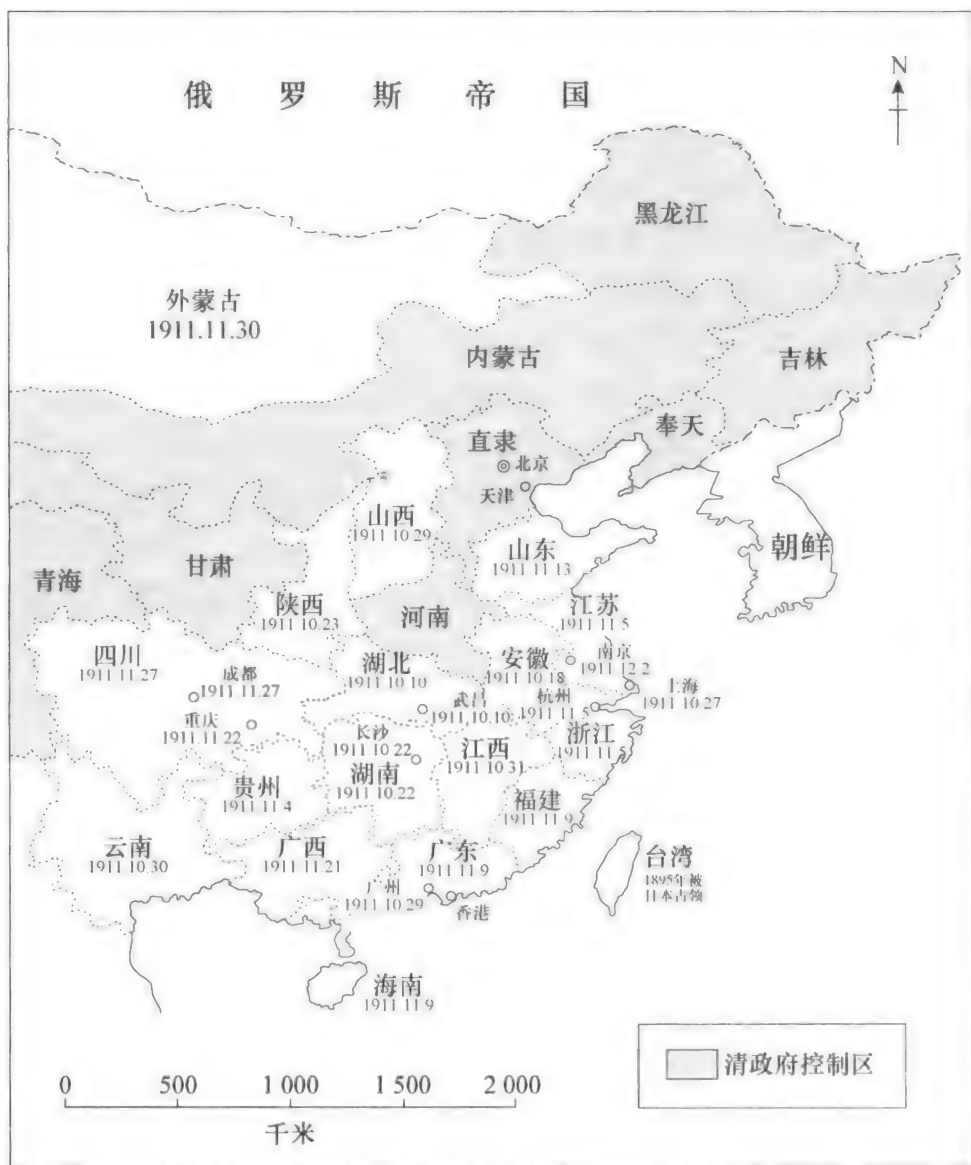 俄罗斯帝国
N
黑龙江
外蒙古
1911.11.30
内蒙古
吉林
奉天
直隶
北京
天津
山西
1911 10 29
山东
1911 11 13
朝鲜
甘肃
青海
陕西
1911 10.23
河南
江苏
1911 11 5
四川
1911 11.27
成都
1911.11.27
湖北
1911 10 10
安徽
1911 10 18
南京
1911 12 2
上海
1911 10.27
武昌
1911.10.10
杭州
1911 11.5
重庆
1911.11.22
长沙
1911 10.22
江西
1911 10.31
浙江
1911 11.5
贵州
1911 11 4
湖南
1911 10.22
福建
1911 11 9
云南
1911 10.30
广西
1911 11.21
广东
1911 11 9
广州
1911 10.29
香港
台湾
1895年被
日本占领
海南
1911 11 9
清政府控制区
0 500 1 000 1 500 2 000
千米